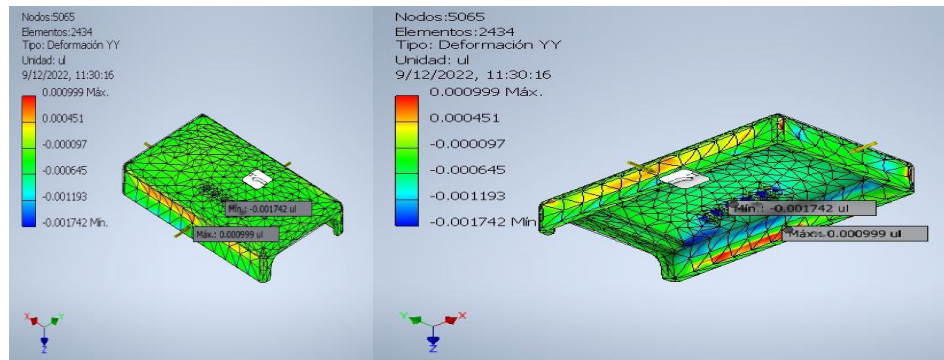 Nodos:5065
Elementos:2434
Tipo: Deformación YY
Unidad: ul
9/12/2022, 11:30:16
0.000999 Máx.
0.000451
-0.000097
-0.000645
-0.001193
-0.001742 Mín.
Mín.: -0.001742 ul
Máx.: 0.000999 ul
X
Y
Z
Nodos:5065
Elementos:2434
Tipo: Deformación YY
Unidad: ul
9/12/2022, 11:30:16
0.000999 Máx.
0.000451
-0.000097
-0.000645
-0.001193
-0.001742 Mín
Mín.: -0.001742 ul
Máx.: 0.000999 ul
Y
X
Z